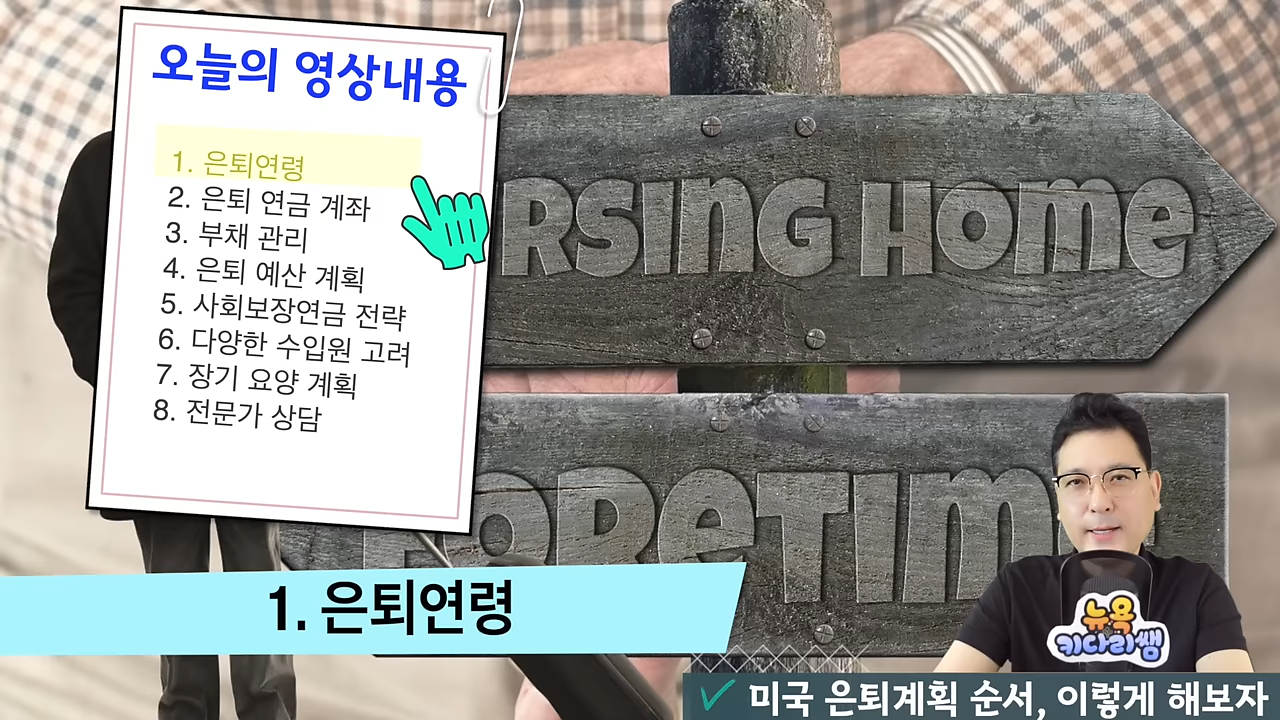 오늘의 영상내용
1. 은퇴연령
2. 은퇴 연금 계좌
3. 부채 관리
4. 은퇴 예산 계획
5. 사회보장연금 전략
6. 다양한 수입원 고려
7. 장기 요양 계획
8. 전문가 상담
RSING HOME
FORETIM
1. 은퇴연령
뉴욕
키다리쌤
✓ 미국 은퇴계획 순서, 이렇게 해보자